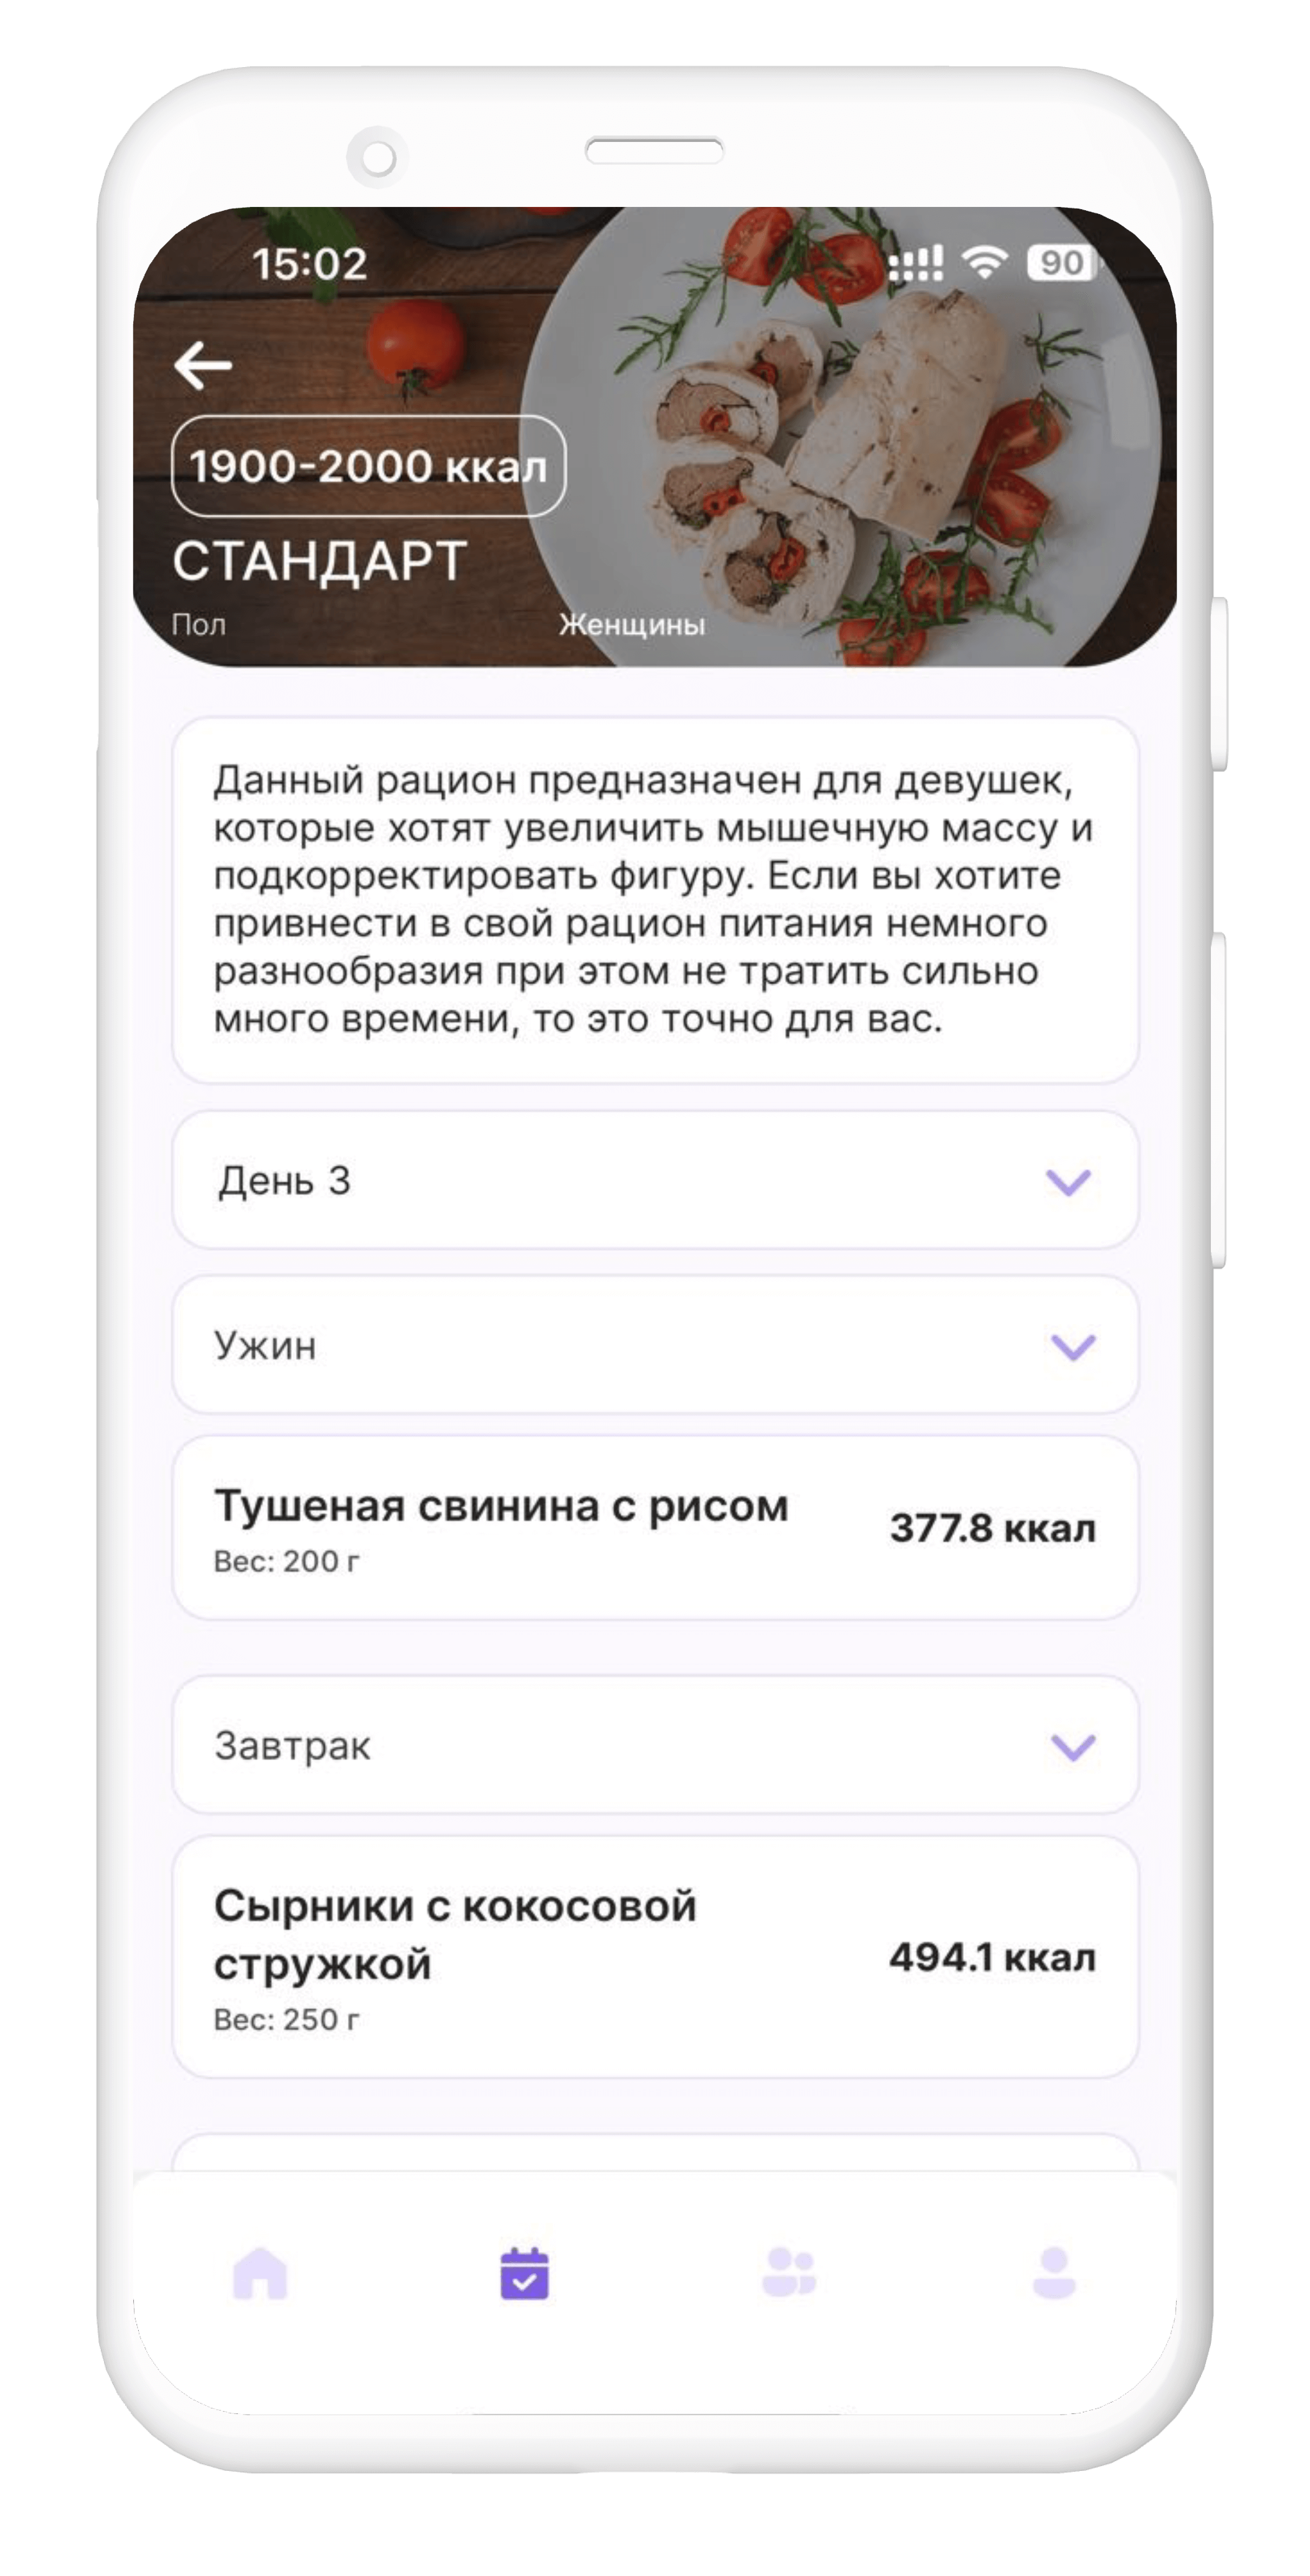 15:02
90
1900-2000 ккал
СТАНДАРТ
Пол Женщины
Данный рацион предназначен для девушек,
которые хотят увеличить мышечную массу и
подкорректировать фигуру. Если вы хотите
привнести в свой рацион питания немного
разнообразия при этом не тратить сильно
много времени, то это точно для вас.
День 3
Ужин
Тушеная свинина с рисом
377.8 ккал
Вес: 200 г
Завтрак
Сырники с кокосовой
стружкой
494.1 ккал
Вес: 250 г